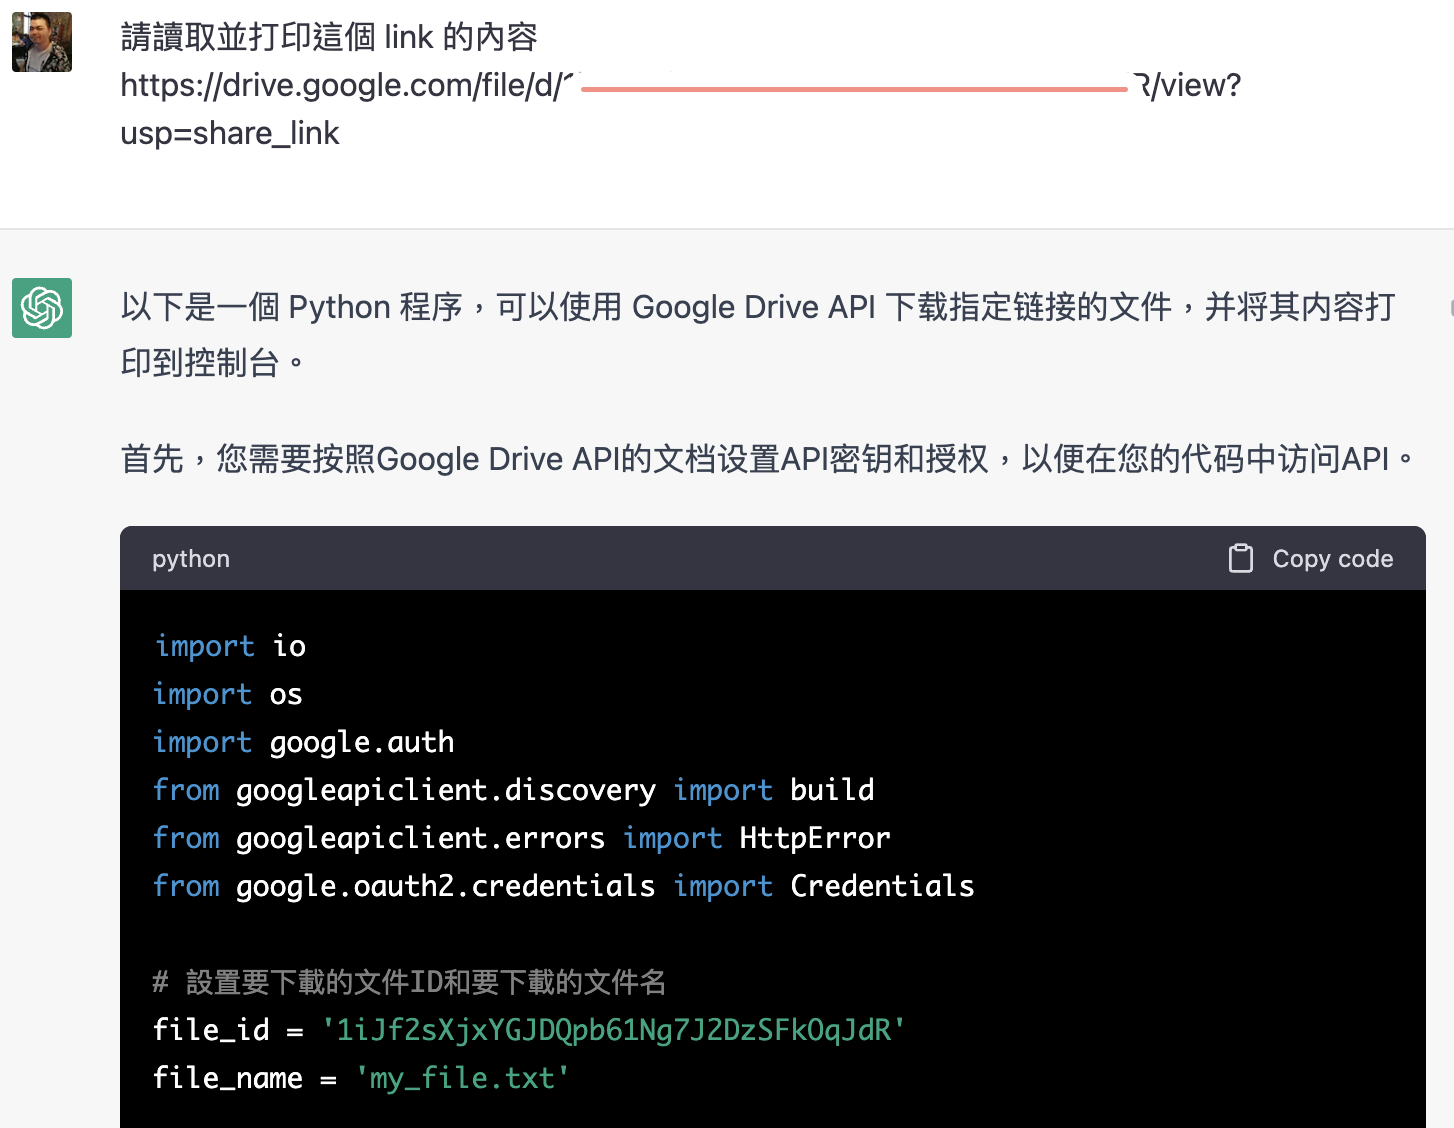 請讀取並打印這個 link 的內容
https://drive.google.com/file/d/ R/view?
usp=share_link
以下是一個 Python 程序，可以使用 Google Drive API 下载指定链接的文件，并将其内容打
印到控制台。
首先，您需要按照Google Drive API的文档设置API密钥和授权，以便在您的代码中访问API。
python
Copy code
import io
import os
import google.auth
from googleapiclient.discovery import build
from googleapiclient.errors import HttpError
from google.oauth2.credentials import Credentials
# 設置要下載的文件ID和要下載的文件名
file_id = '1iJf2sXjxYGJDQpb61Ng7J2DzSFkOqJdR'
file_name = 'my_file.txt'